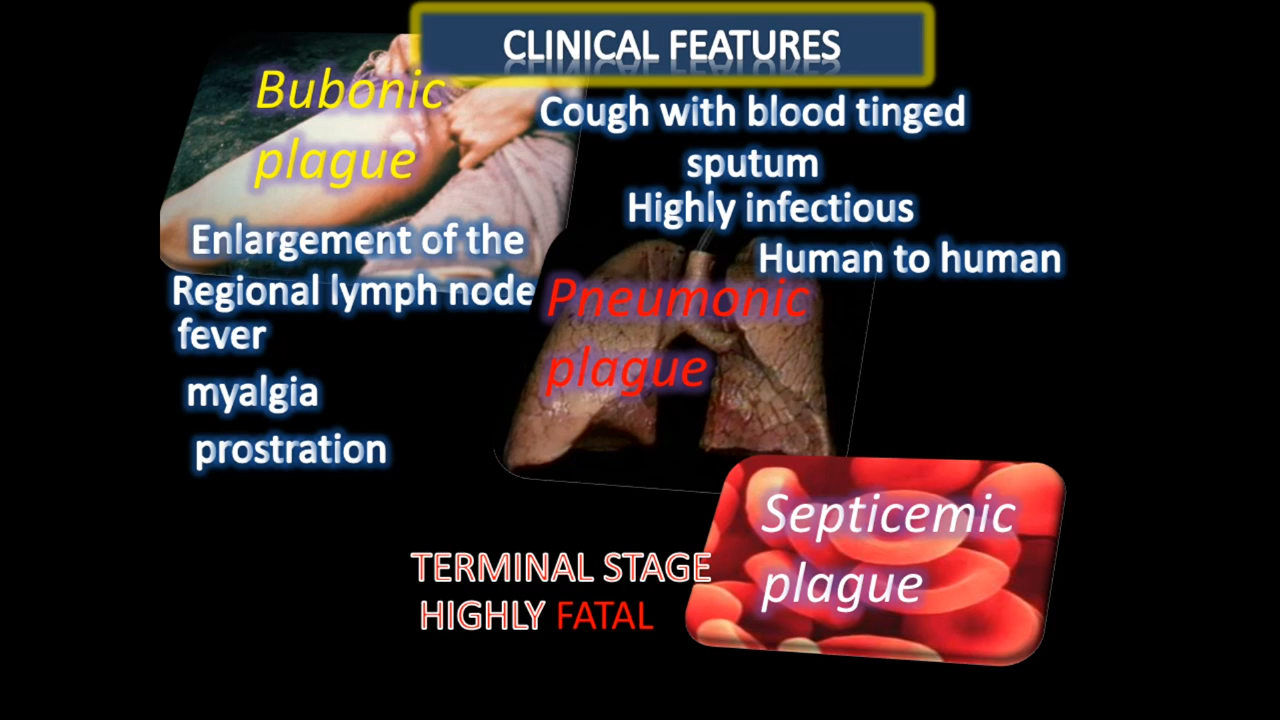 CLINICAL FEATURES
Bubonic
plague
Enlargement of the
Regional lymph node
fever
myalgia
prostration
Cough with blood tinged
sputum
Highly infectious
Human to human
Pneumonic
plague
Septicemic
plague
TERMINAL STAGE
HIGHLY FATAL